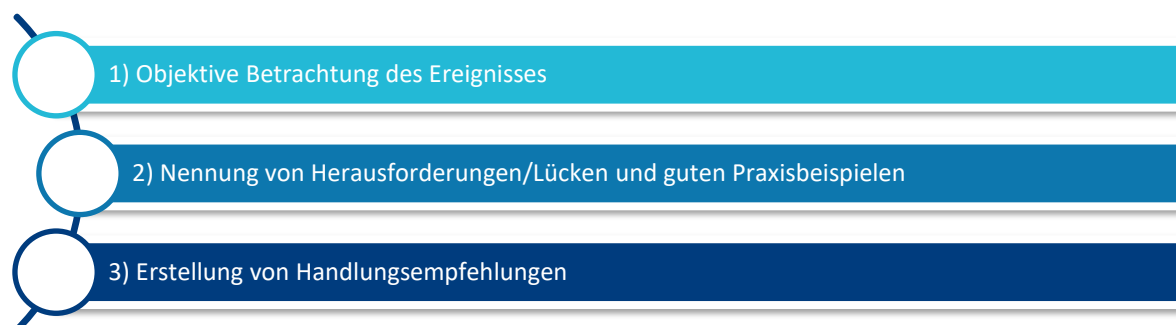 1) Objektive Betrachtung des Ereignisses
2) Nennung von Herausforderungen/Lücken und guten Praxisbeispielen
3) Erstellung von Handlungsempfehlungen